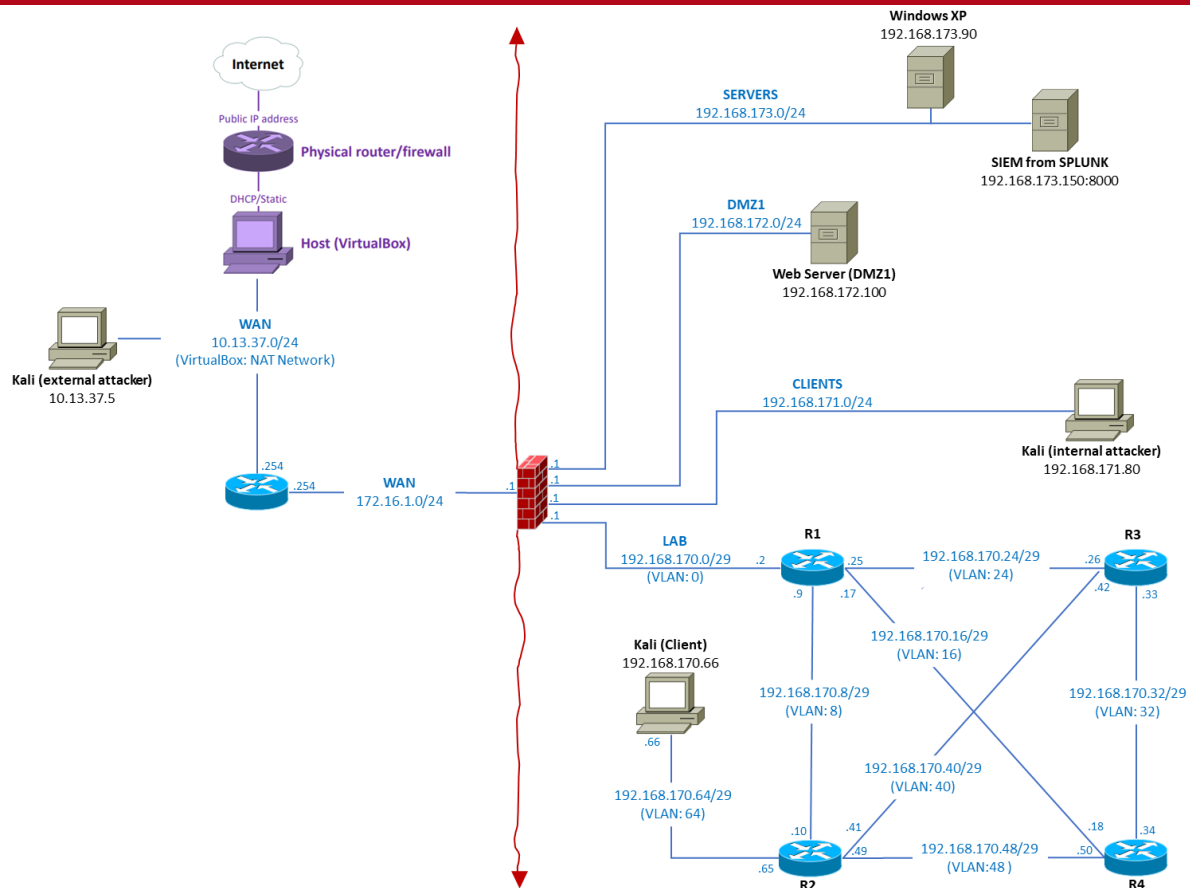 Internet
Public IP address
Physical router/firewall
DHCP/Static
Host (VirtualBox)
WAN
10.13.37.0/24
(VirtualBox: NAT Network)
Kali (external attacker)
10.13.37.5
.254
.254
WAN
172.16.1.0/24
.1
.1
.1
.1
.1
Windows XP
192.168.173.90
SERVERS
192.168.173.0/24
SIEM from SPLUNK
192.168.173.150:8000
DMZ1
192.168.172.0/24
Web Server (DMZ1)
192.168.172.100
CLIENTS
192.168.171.0/24
Kali (internal attacker)
192.168.171.80
LAB
192.168.170.0/29
(VLAN: 0)
.2
R1
.25
.9
.17
192.168.170.24/29
(VLAN: 24)
R3
.26
.42
.33
192.168.170.16/29
(VLAN: 16)
Kali (Client)
192.168.170.66
.66
192.168.170.8/29
(VLAN: 8)
192.168.170.32/29
(VLAN: 32)
192.168.170.40/29
(VLAN: 40)
192.168.170.64/29
(VLAN: 64)
.10
.41
.49
.65
R2
192.168.170.48/29
(VLAN:48 )
.18
.34
.50
R4